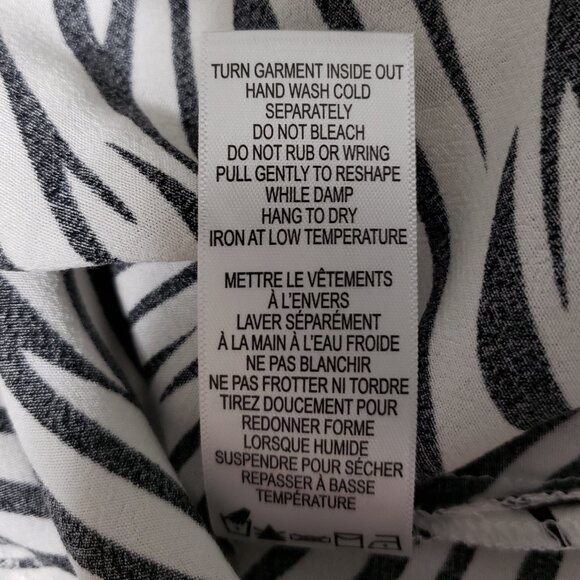 TURN GARMENT INSIDE OUT
HAND WASH COLD
SEPARATELY
DO NOT BLEACH
DO NOT RUB OR WRING
PULL GENTLY TO RESHAPE
WHILE DAMP
HANG TO DRY
IRON AT LOW TEMPERATURE
METTRE LE VÊTEMENTS
À L'ENVERS
LAVER SÉPARÉMENT
À LA MAIN À L'EAU FROIDE
NE PAS BLANCHIR
NE PAS FROTTER NI TORDRE
TIREZ DOUCEMENT POUR
REDONNER FORME
LORSQUE HUMIDE
SUSPENDRE POUR SÉCHER
REPASSER À BASSE
TEMPÉRATURE